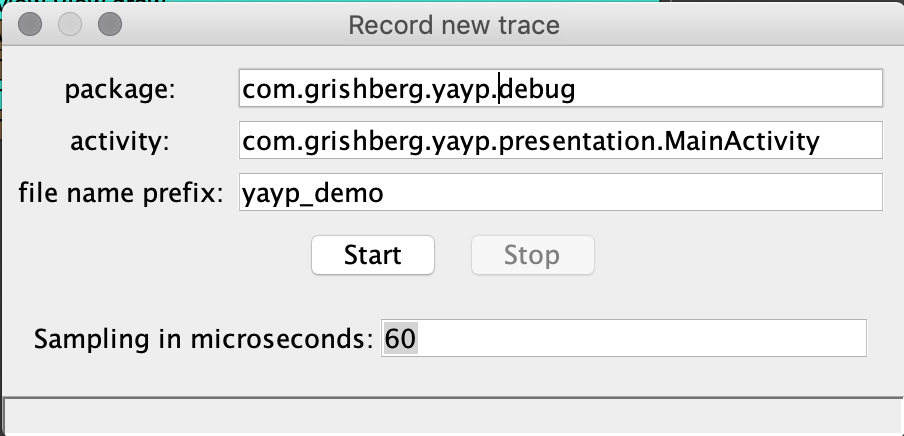 Record new trace
package: com.grishberg.yayp.debug
activity: com.grishberg.yayp.presentation.MainActivity
file name prefix: yayp_demo
Start Stop
Sampling in microseconds: 60